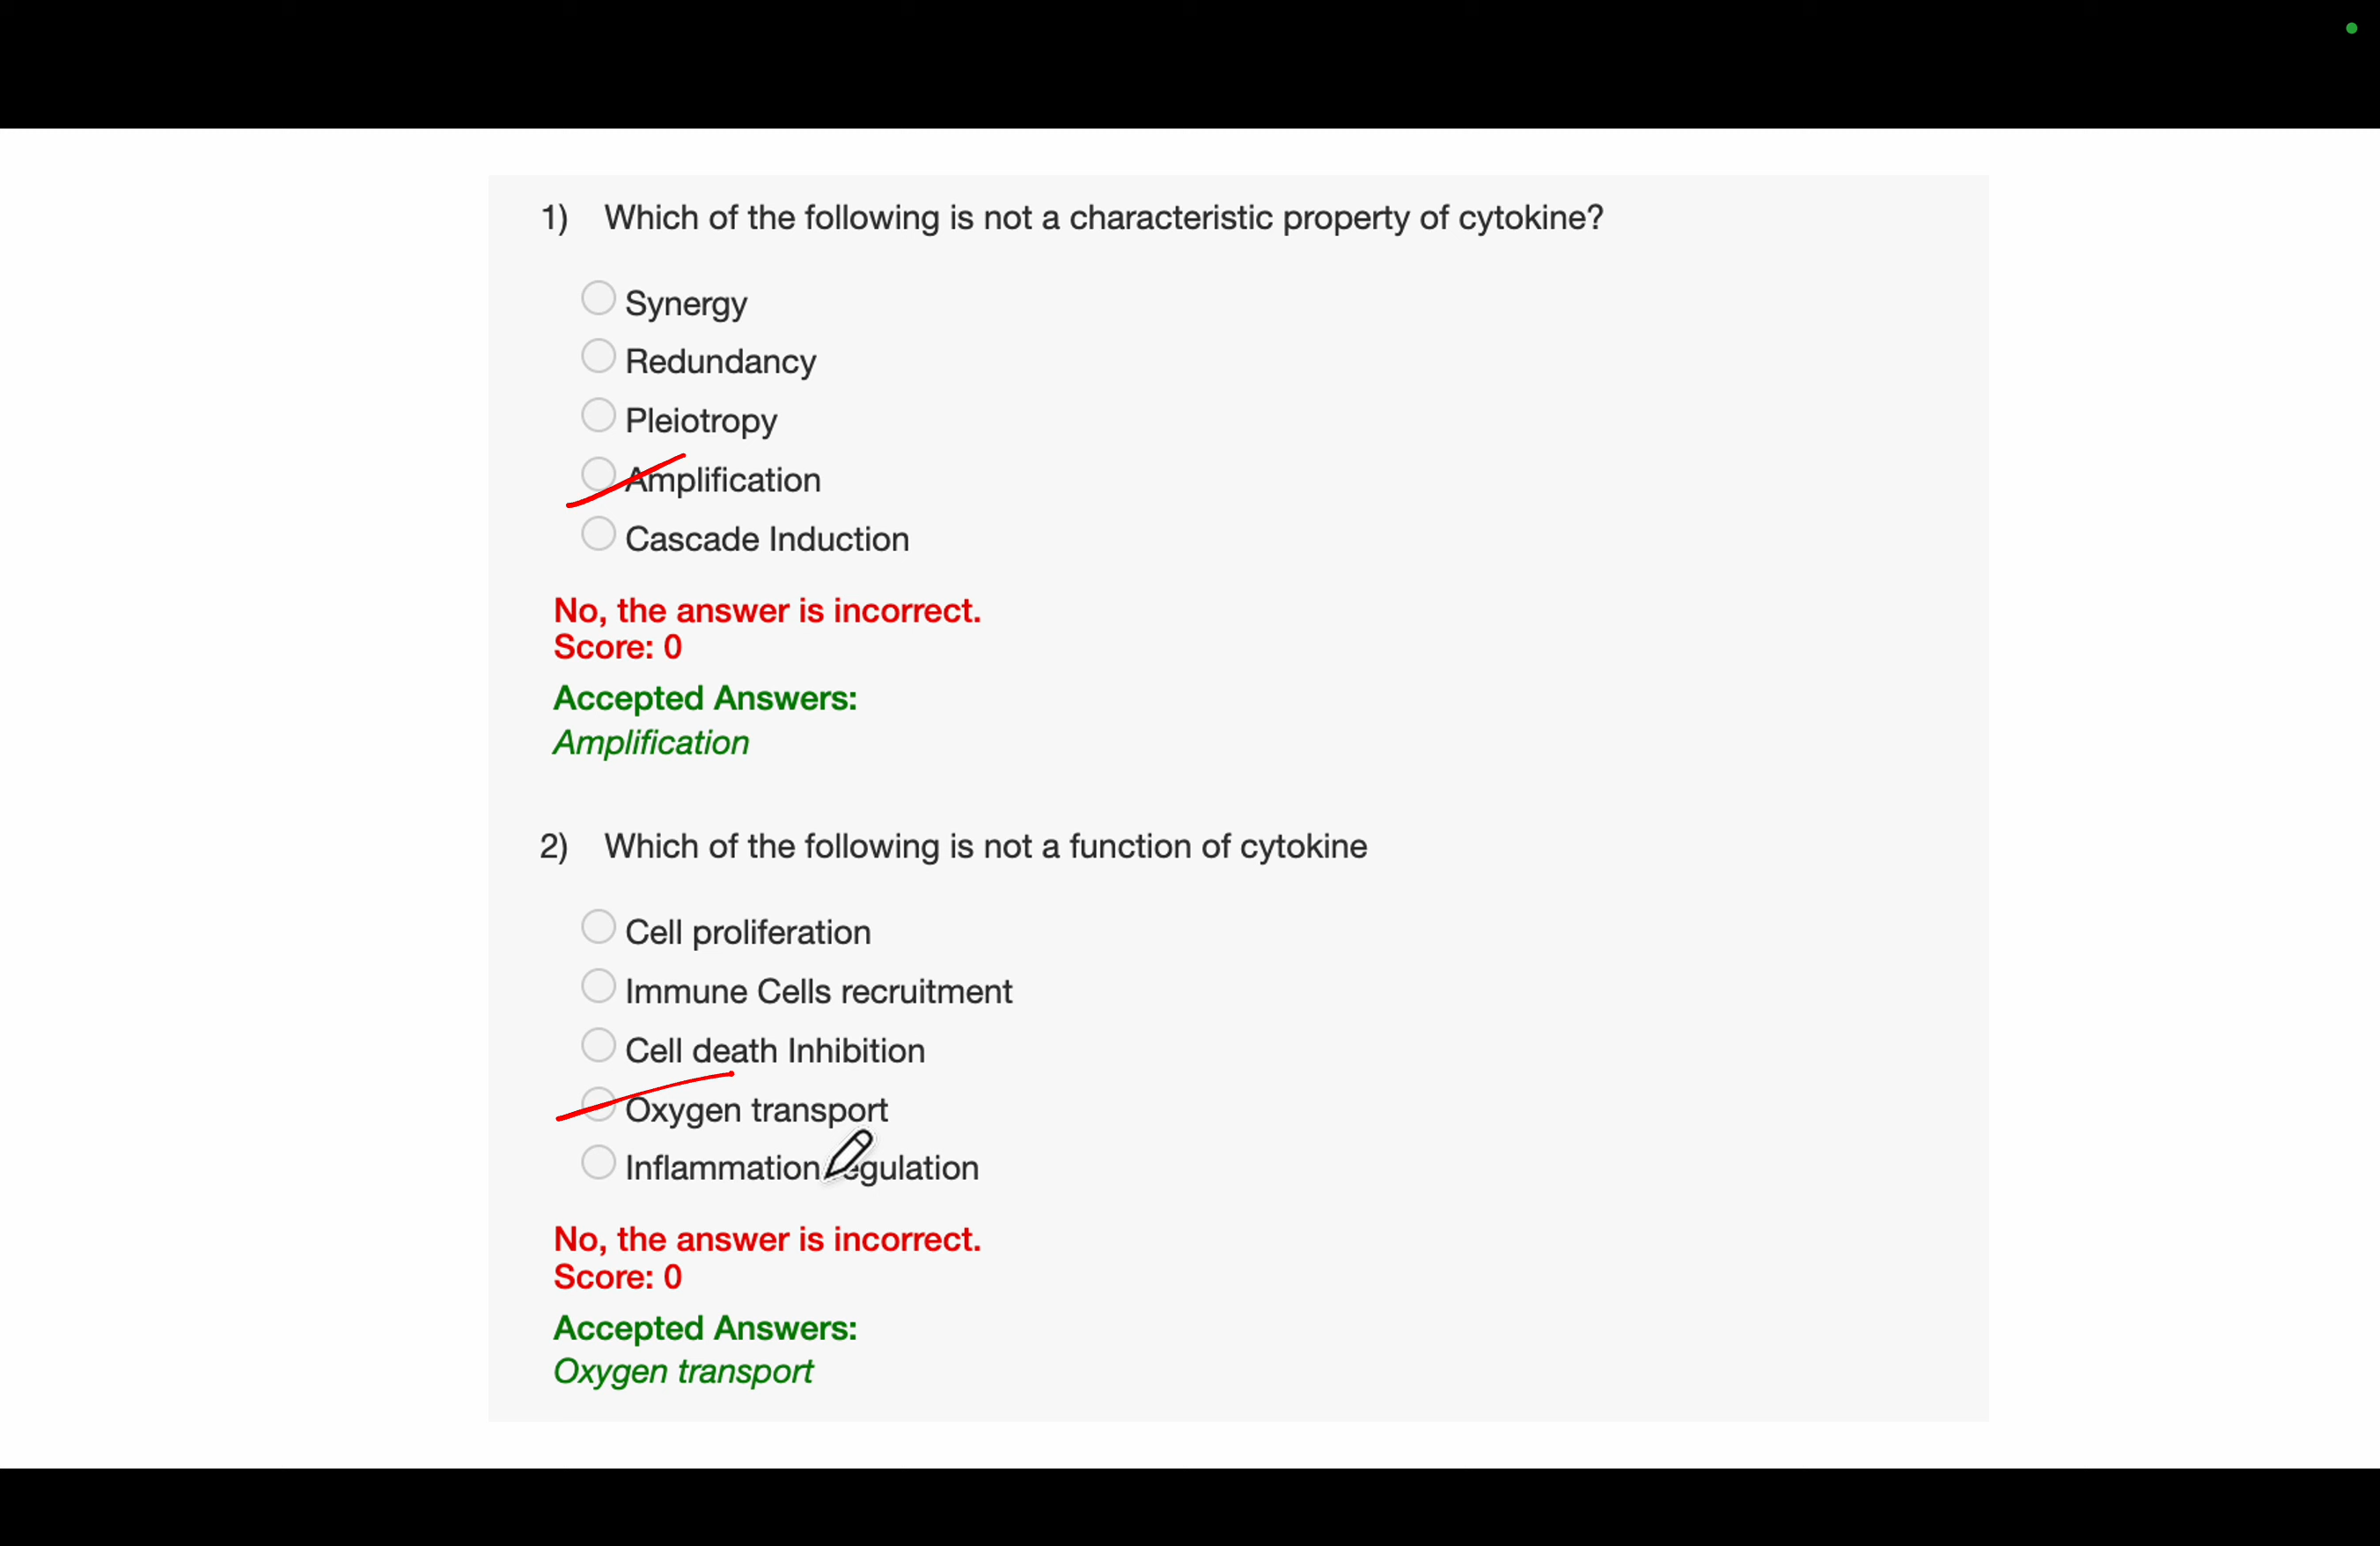 1) Which of the following is not a characteristic property of cytokine?
Synergy
Redundancy
Pleiotropy
Amplification
Cascade Induction
No, the answer is incorrect.
Score: 0
Accepted Answers:
Amplification
2) Which of the following is not a function of cytokine
Cell proliferation
Immune Cells recruitment
Cell death Inhibition
Oxygen transport
Inflammation regulation
No, the answer is incorrect.
Score: 0
Accepted Answers:
Oxygen transport